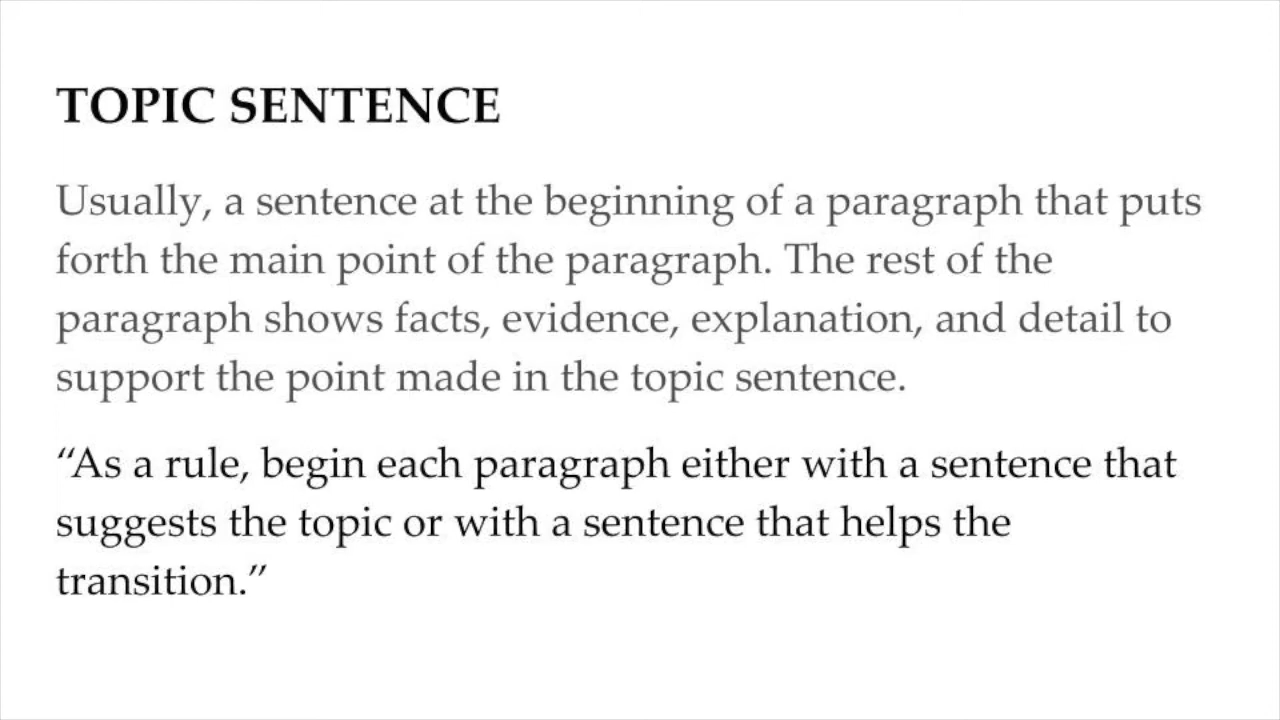 TOPIC SENTENCE
Usually, a sentence at the beginning of a paragraph that puts
forth the main point of the paragraph. The rest of the
paragraph shows facts, evidence, explanation, and detail to
support the point made in the topic sentence.
“As a rule, begin each paragraph either with a sentence that
suggests the topic or with a sentence that helps the
transition.”